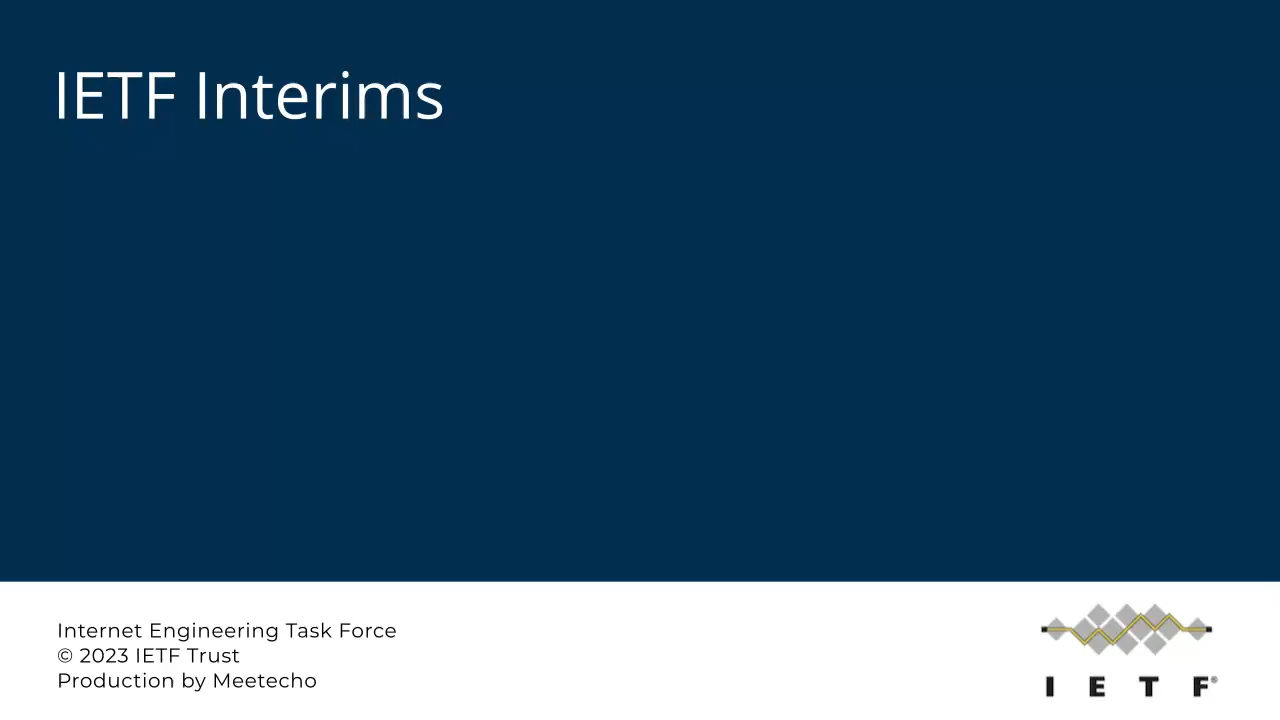 IETF Interims
Internet Engineering Task Force
© 2023 IETF Trust
Production by Meetecho
I E T F®